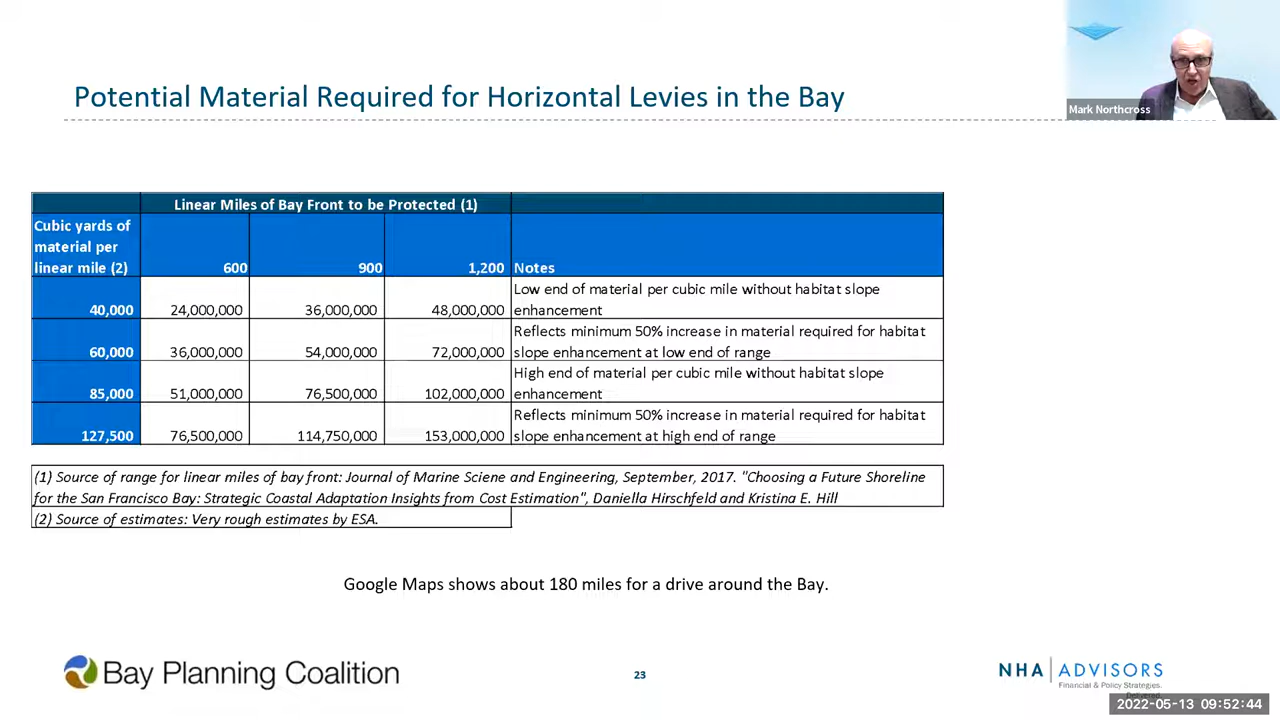 Potential Material Required for Horizontal Levies in the Bay
Mark Northcross
Linear Miles of Bay Front to be Protected (1)
Cubic yards of
material per
linear mile (2) 600 900 1,200 Notes
40,000 24,000,000 36,000,000 48,000,000 Low end of material per cubic mile without habitat slope
enhancement
60,000 36,000,000 54,000,000 72,000,000 Reflects minimum 50% increase in material required for habitat
slope enhancement at low end of range
85,000 51,000,000 76,500,000 102,000,000 High end of material per cubic mile without habitat slope
enhancement
127,500 76,500,000 114,750,000 153,000,000 Reflects minimum 50% increase in material required for habitat
slope enhancement at high end of range
(1) Source of range for linear miles of bay front: Journal of Marine Sciene and Engineering, September, 2017. "Choosing a Future Shoreline
for the San Francisco Bay: Strategic Coastal Adaptation Insights from Cost Estimation", Daniella Hirschfeld and Kristina E. Hill
(2) Source of estimates: Very rough estimates by ESA.
Google Maps shows about 180 miles for a drive around the Bay.
Bay Planning Coalition
23
NHA ADVISORS
Financial & Policy Strategies.
Delivered.
2022-05-13 09:52:44